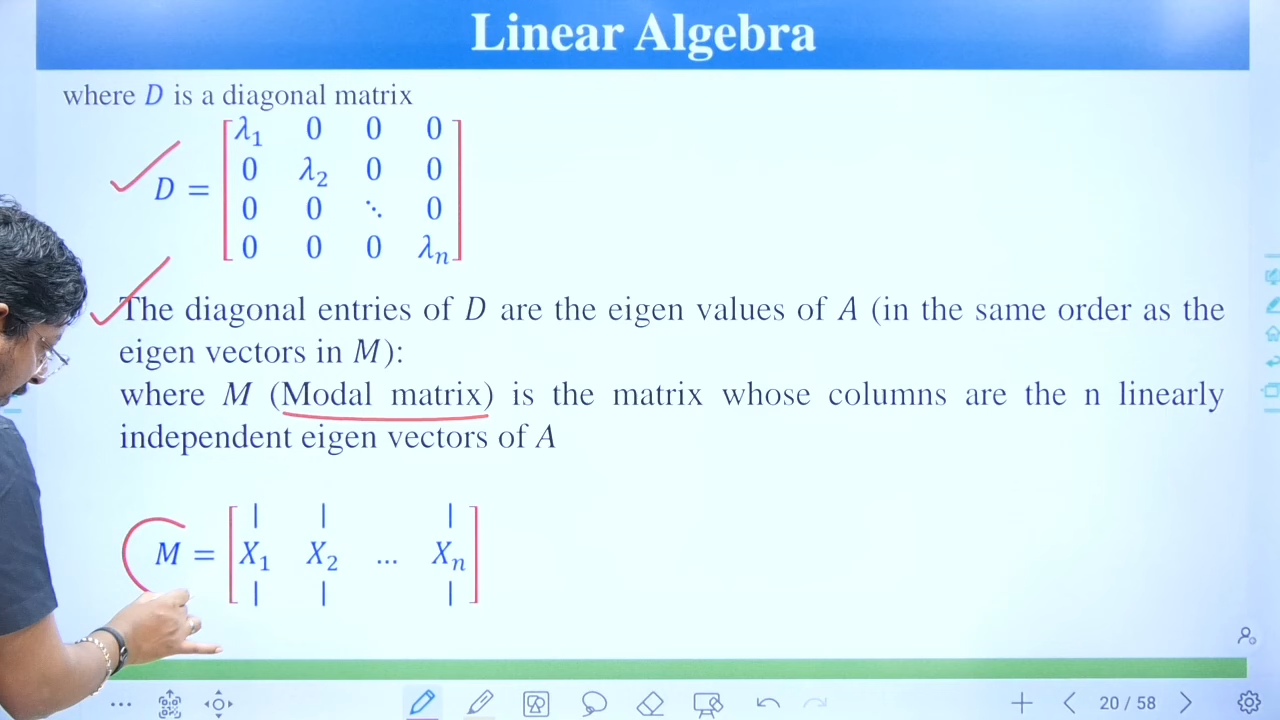 Linear Algebra
where D is a diagonal matrix
λ₁ 0 0 0
0 λ₂ 0 0
D =
0 0 ⋱ 0
0 0 0 λₙ
The diagonal entries of D are the eigen values of A (in the same order as the
eigen vectors in M):
where M (Modal matrix) is the matrix whose columns are the n linearly
independent eigen vectors of A
| | |
M = X₁ X₂ ... Xₙ
| | |
20 / 58